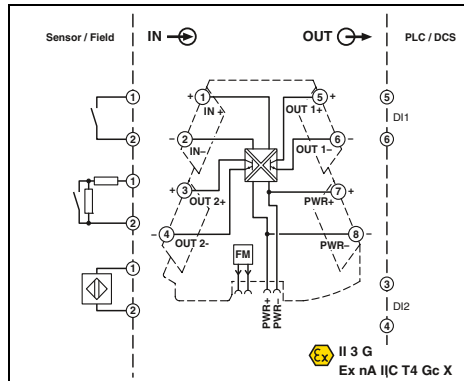 Sensor / Field
IN
OUT
PLC / DCS
1
+ 1
5 +
5
IN +
OUT 1+
DI1
2
– 2
6 –
6
IN–
OUT 1–
1
+ 3
7 +
OUT 2+
PWR+
2
– 4
8 –
OUT 2-
PWR–
FM
1
3
PWR+
PWR–
DI2
2
4
Ex
II 3 G
Ex nA IIC T4 Gc X